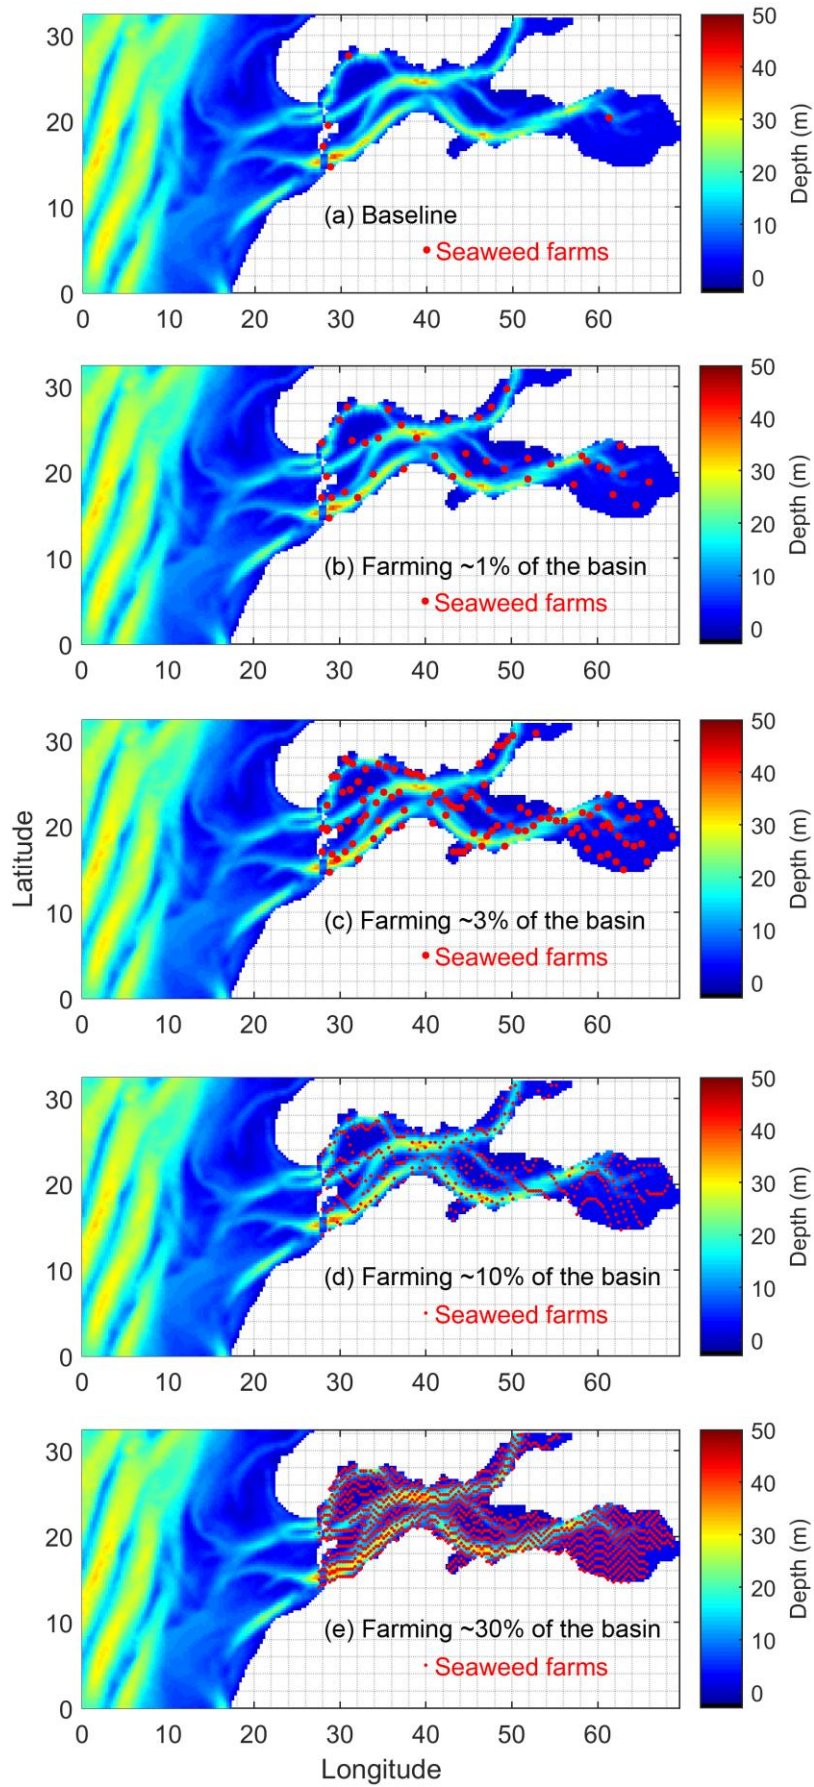 30
20
10
0
0 10 20 30 40 50 60
(a) Baseline
Seaweed farms
50
40
30
20
10
0
Depth (m)
30
20
10
0
0 10 20 30 40 50 60
(b) Farming ~1% of the basin
Seaweed farms
50
40
30
20
10
0
Depth (m)
Latitude
30
20
10
0
0 10 20 30 40 50 60
(c) Farming ~3% of the basin
Seaweed farms
50
40
30
20
10
0
Depth (m)
30
20
10
0
0 10 20 30 40 50 60
(d) Farming ~10% of the basin
Seaweed farms
50
40
30
20
10
0
Depth (m)
30
20
10
0
0 10 20 30 40 50 60
(e) Farming ~30% of the basin
Seaweed farms
50
40
30
20
10
0
Depth (m)
Longitude